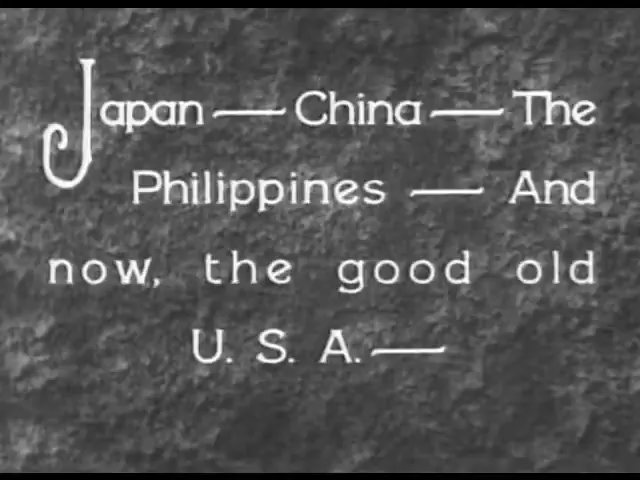 Japan — China — The
Philippines — And
now, the good old
U. S. A. —